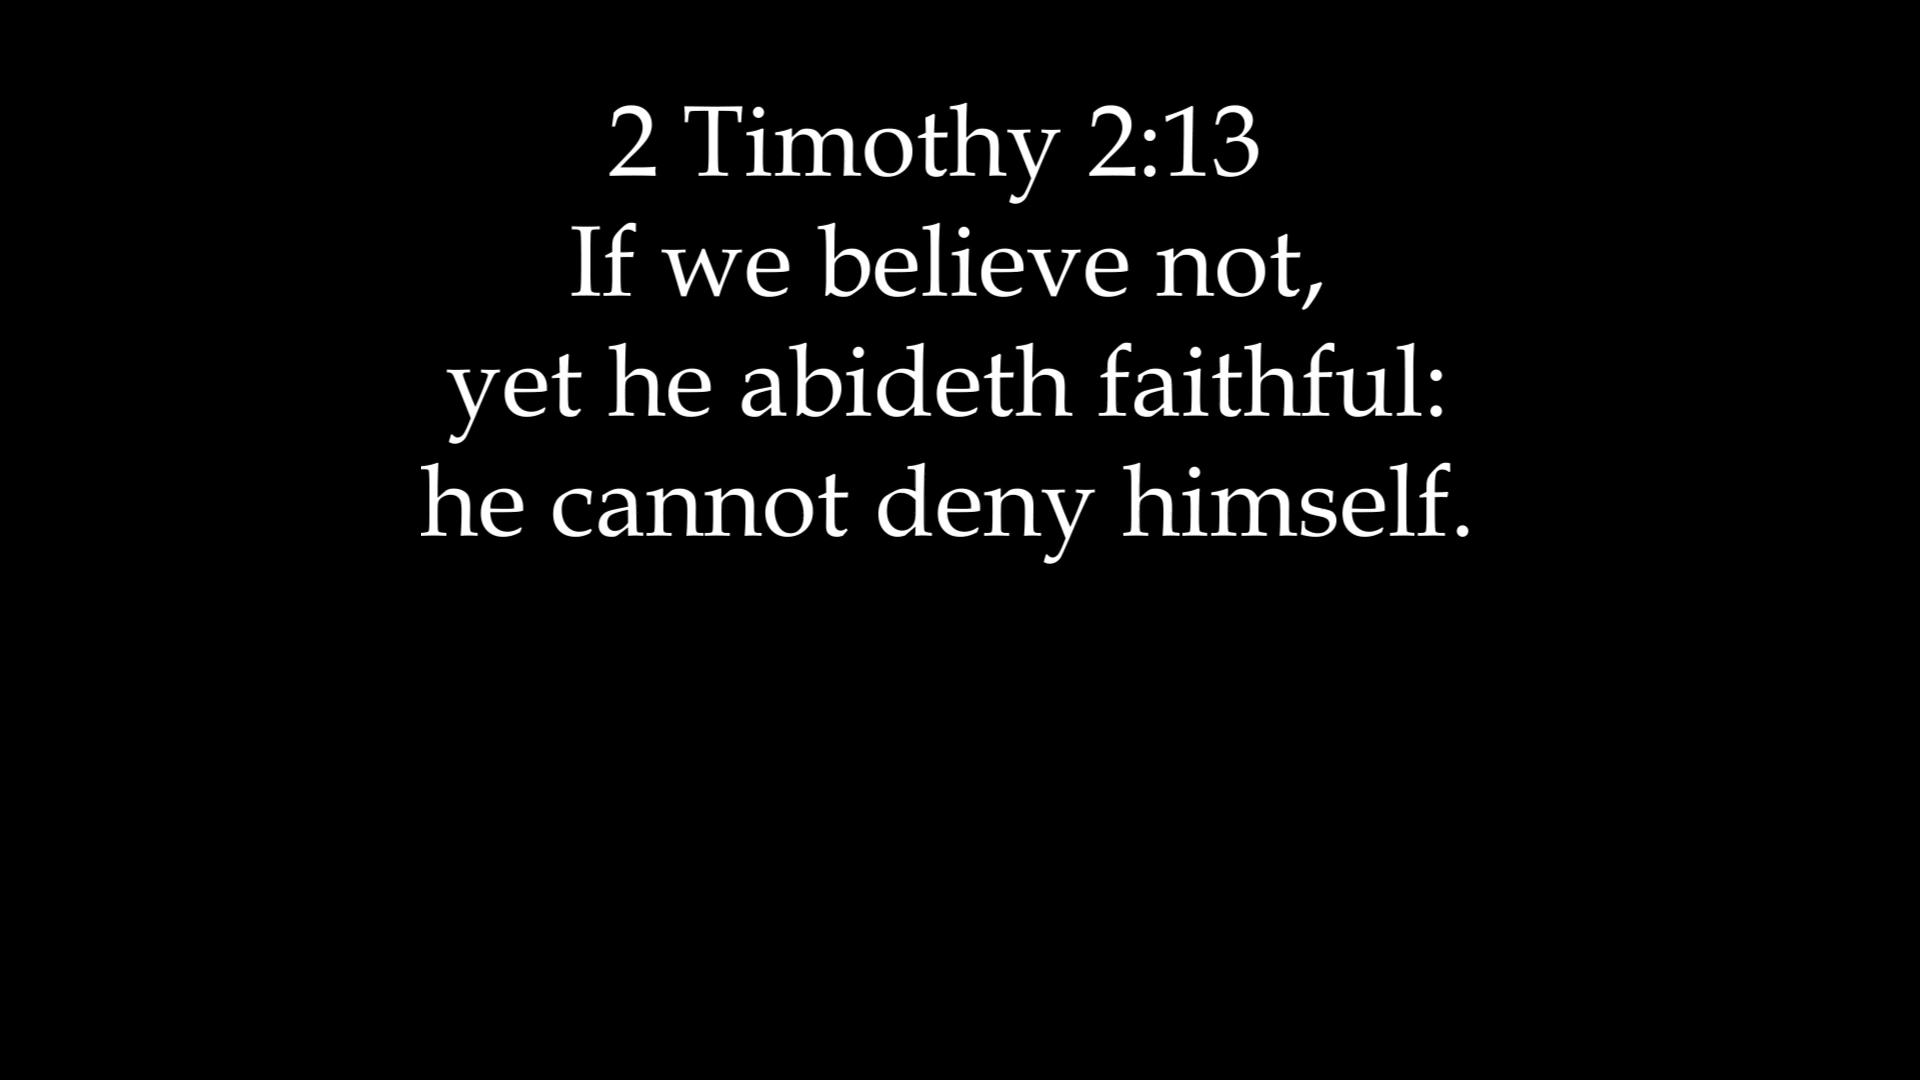 2 Timothy 2:13
If we believe not,
yet he abideth faithful:
he cannot deny himself.